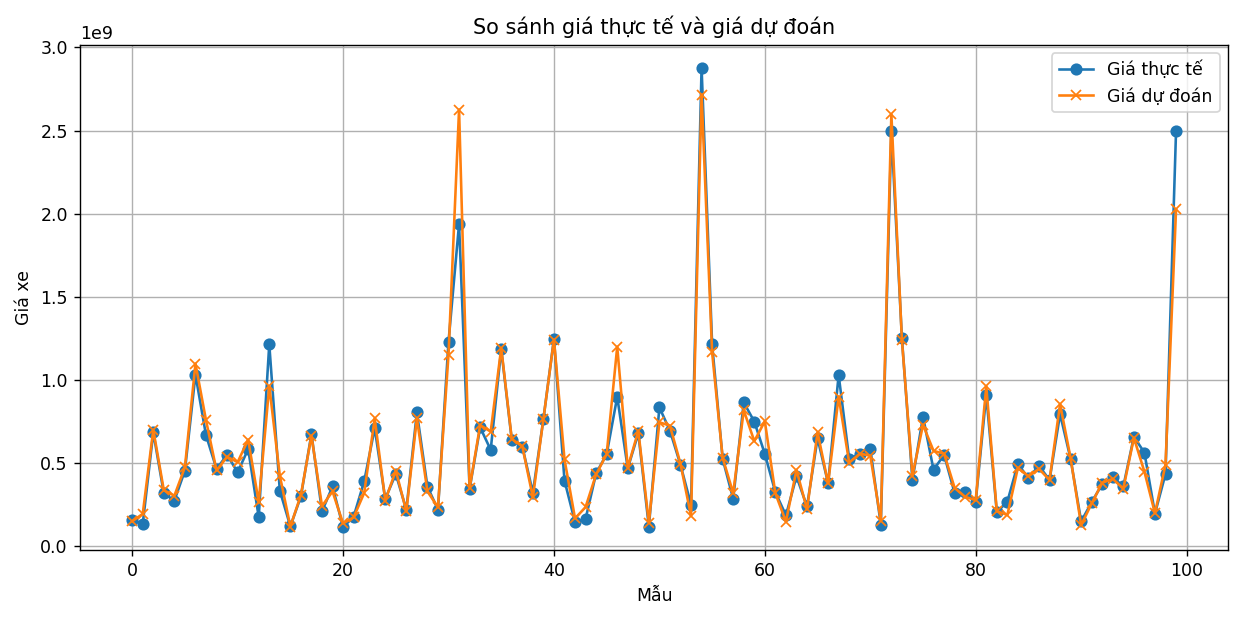 So sánh giá thực tế và giá dự đoán
1e9
3.0
2.5
2.0
1.5
1.0
0.5
0.0
Giá xe
Giá thực tế
Giá dự đoán
0 20 40 60 80 100
Mẫu